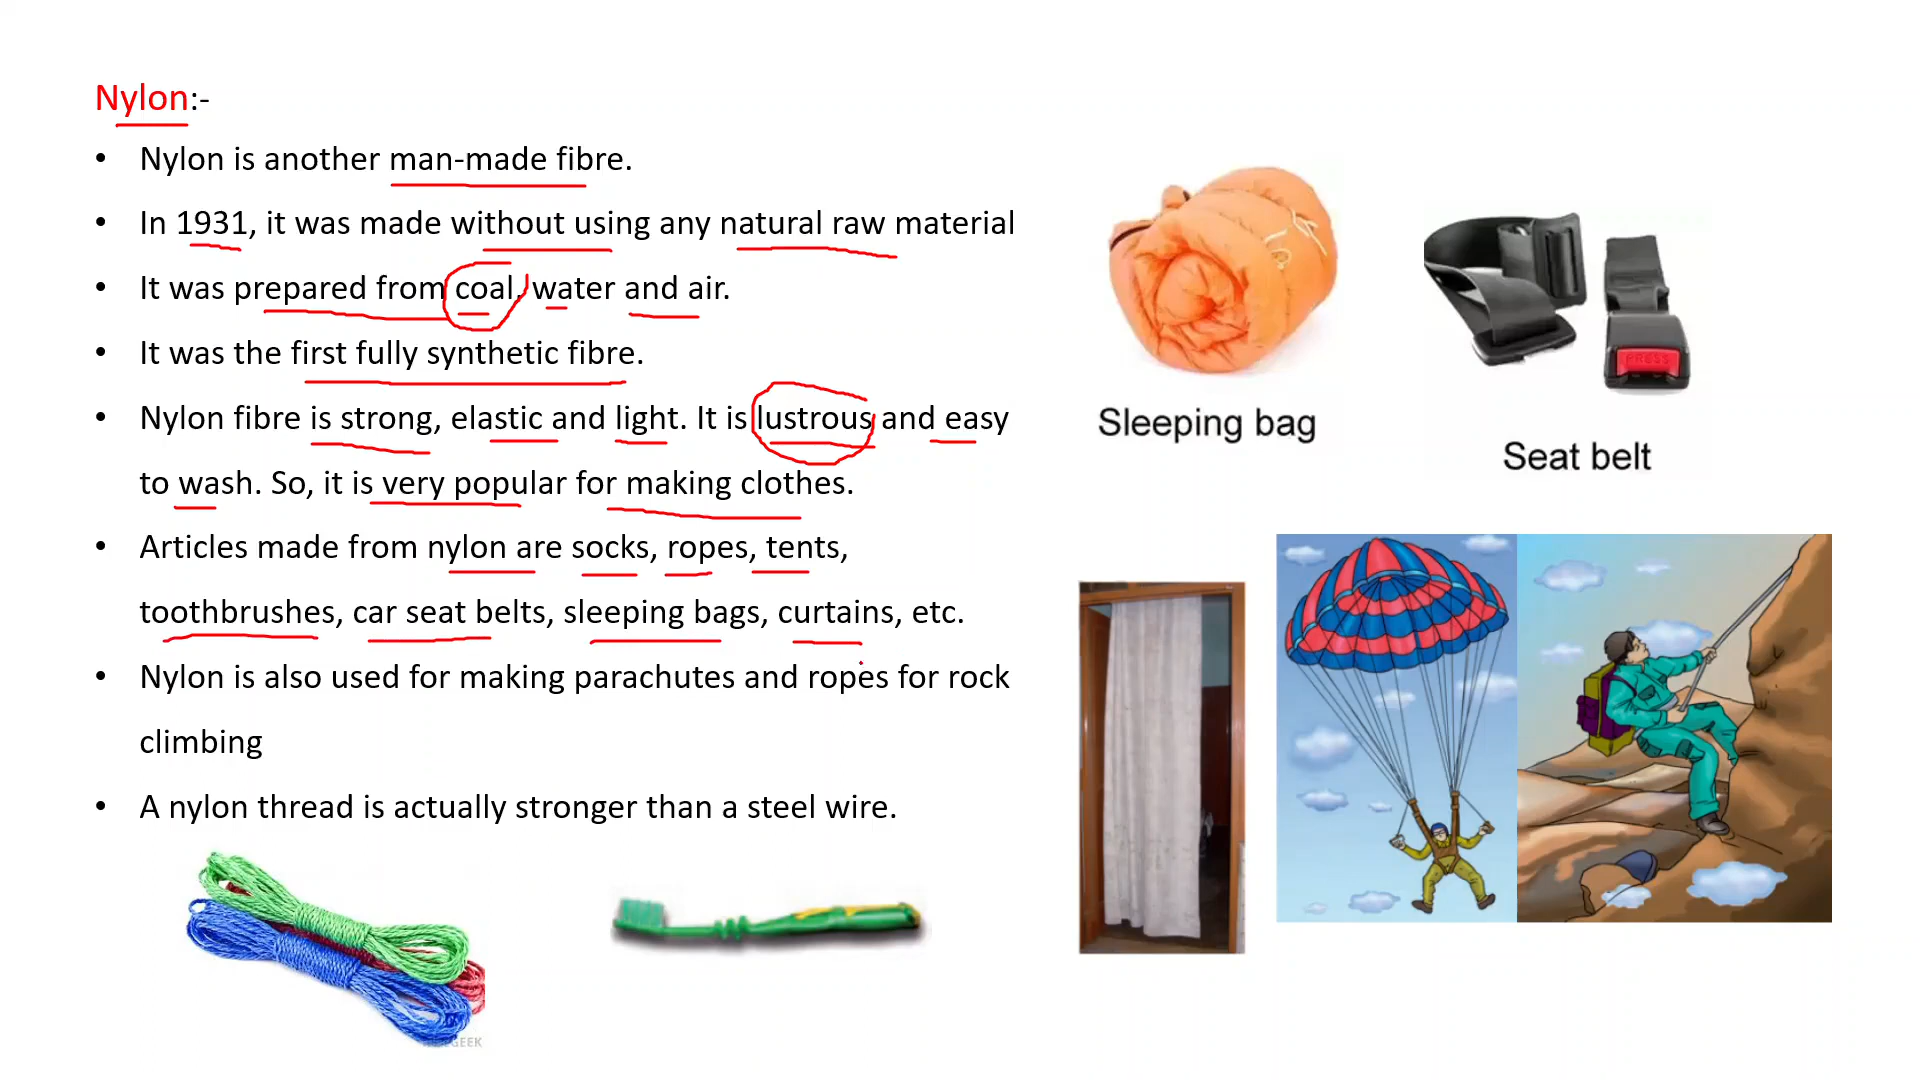 Nylon:-
• Nylon is another man-made fibre.
• In 1931, it was made without using any natural raw material
• It was prepared from coal, water and air.
• It was the first fully synthetic fibre.
• Nylon fibre is strong, elastic and light. It is lustrous and easy
to wash. So, it is very popular for making clothes.
• Articles made from nylon are socks, ropes, tents,
toothbrushes, car seat belts, sleeping bags, curtains, etc.
• Nylon is also used for making parachutes and ropes for rock
climbing
• A nylon thread is actually stronger than a steel wire.
Sleeping bag
PRESS
Seat belt